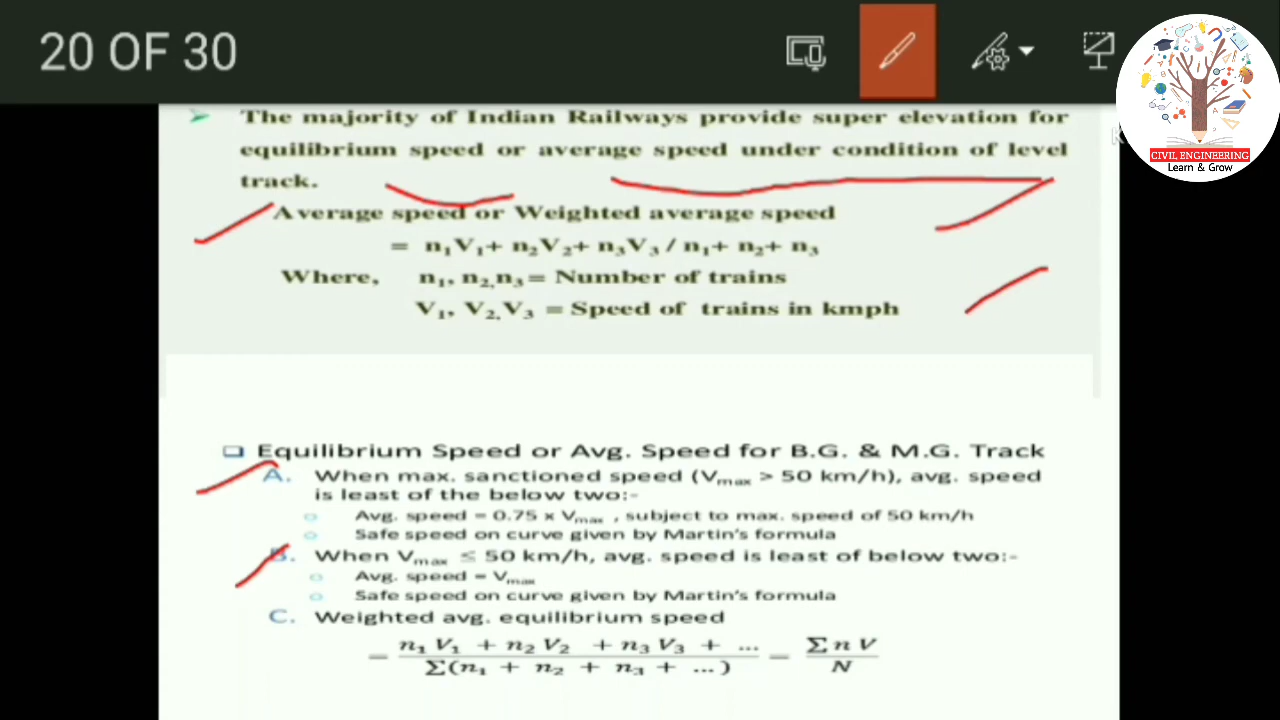 20 OF 30
CIVIL ENGINEERING
Learn & Grow
The majority of Indian Railways provide super elevation for
equilibrium speed or average speed under condition of level
track.
Average speed or Weighted average speed
= n₁V₁+ n₂V₂+ n₃V₃ / n₁+ n₂+ n₃
Where, n₁, n₂,n₃= Number of trains
V₁, V₂,V₃ = Speed of trains in kmph
Equilibrium Speed or Avg. Speed for B.G. & M.G. Track
A. When max. sanctioned speed (Vmax > 50 km/h), avg. speed
is least of the below two:-
Avg. speed = 0.75 x Vmax , subject to max. speed of 50 km/h
Safe speed on curve given by Martin's formula
B. When Vmax ≤ 50 km/h, avg. speed is least of below two:-
Avg. speed = Vmax
Safe speed on curve given by Martin's formula
C. Weighted avg. equilibrium speed
= n₁ V₁ + n₂ V₂ + n₃ V₃ + ... / Σ(n₁ + n₂ + n₃ + ...) = Σ n V / N